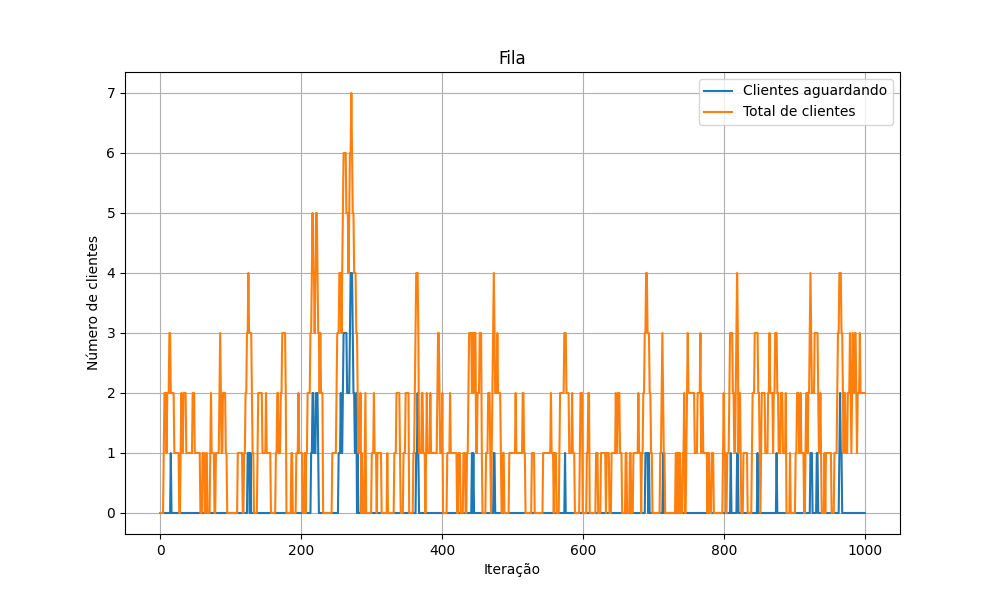 Fila
Clientes aguardando
Total de clientes
7
6
5
4
3
2
1
0
Número de clientes
0 200 400 600 800 1000
Iteração